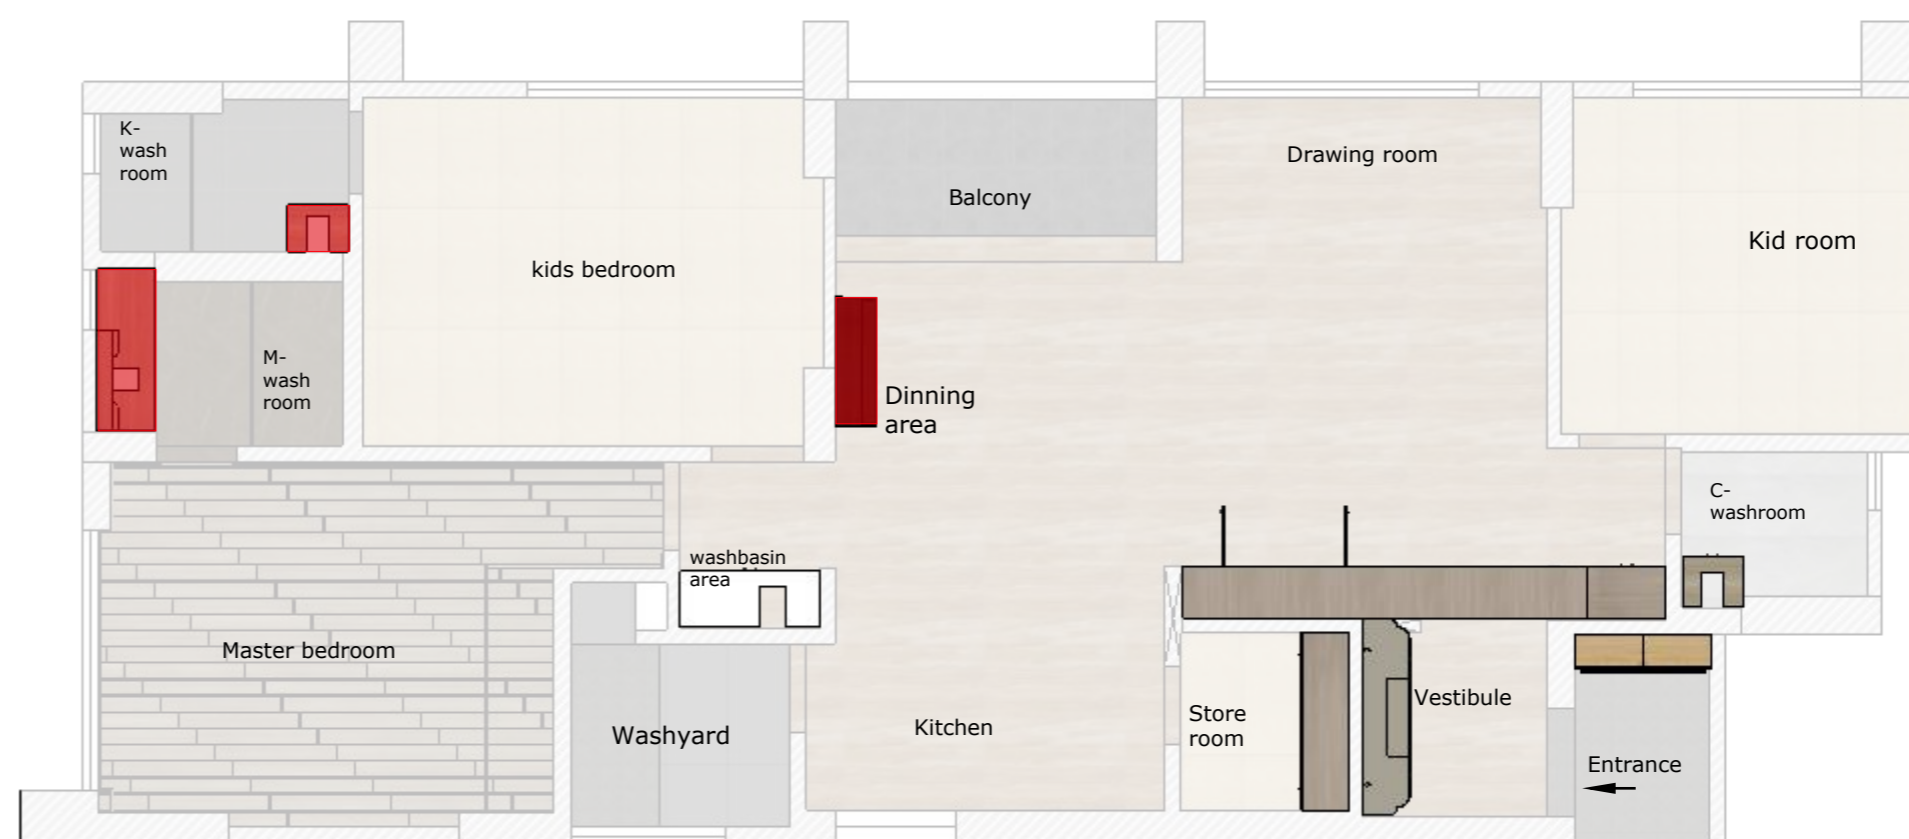 K-
wash
room
kids bedroom
Balcony
Drawing room
Kid room
M-
wash
room
Dinning
area
C-
washroom
washbasin
area
Master bedroom
Washyard
Kitchen
Store
room
Vestibule
Entrance